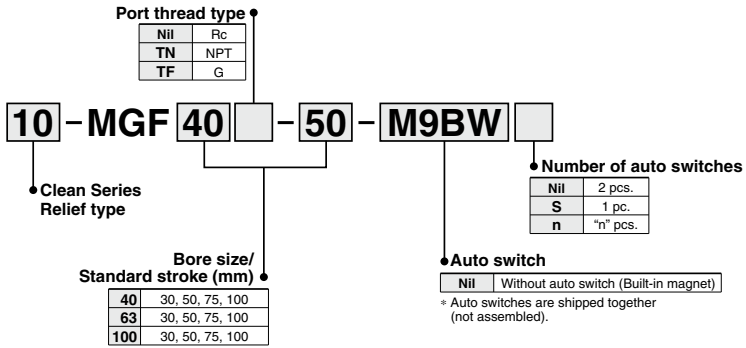 Port thread type
Nil Rc
TN NPT
TF G
10 - MGF 40 - 50 - M9BW
Clean Series
Relief type
Number of auto switches
Nil 2 pcs.
S 1 pc.
n "n" pcs.
Bore size/
Standard stroke (mm)
40 30, 50, 75, 100
63 30, 50, 75, 100
100 30, 50, 75, 100
Auto switch
Nil Without auto switch (Built-in magnet)
* Auto switches are shipped together
(not assembled).